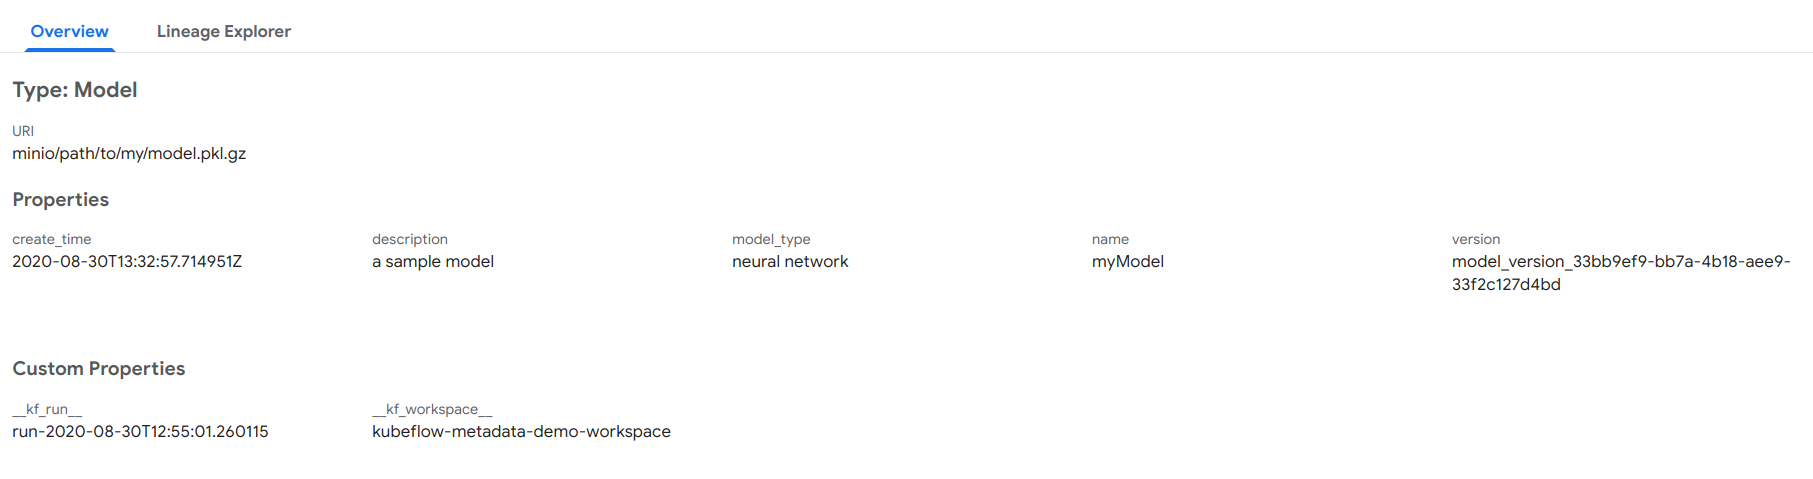 Overview Lineage Explorer
Type: Model
URI
minio/path/to/my/model.pkl.gz
Properties
create_time description model_type name version
2020-08-30T13:32:57.714951Z a sample model neural network myModel model_version_33bb9ef9-bb7a-4b18-aee9-
33f2c127d4bd
Custom Properties
__kf_run__ __kf_workspace__
run-2020-08-30T12:55:01.260115 kubeflow-metadata-demo-workspace